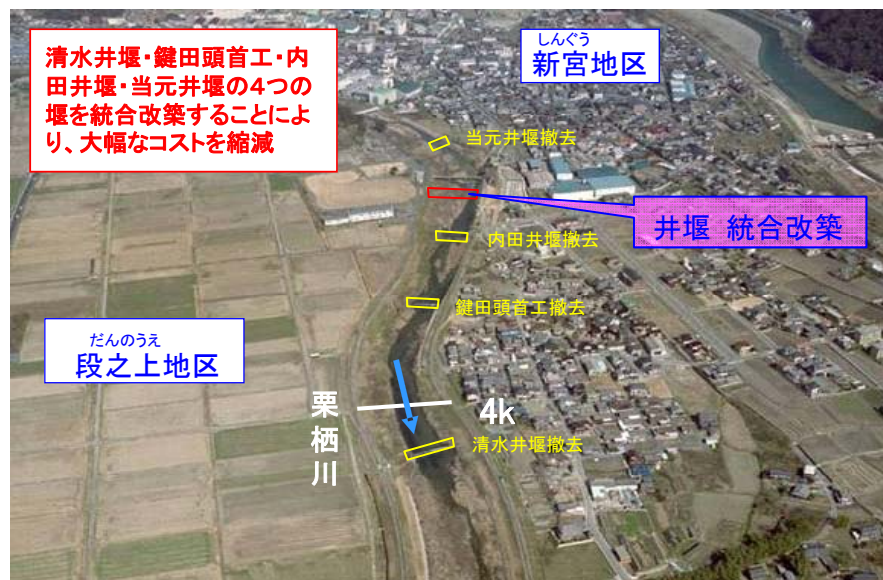 清水井堰・鍵田頭首工・内
田井堰・当元井堰の4つの
堰を統合改築することによ
り、大幅なコストを縮減
しんぐう
新宮地区
当元井堰撤去
井堰 統合改築
内田井堰撤去
鍵田頭首工撤去
だんのうえ
段之上地区
栗栖川
4k
清水井堰撤去